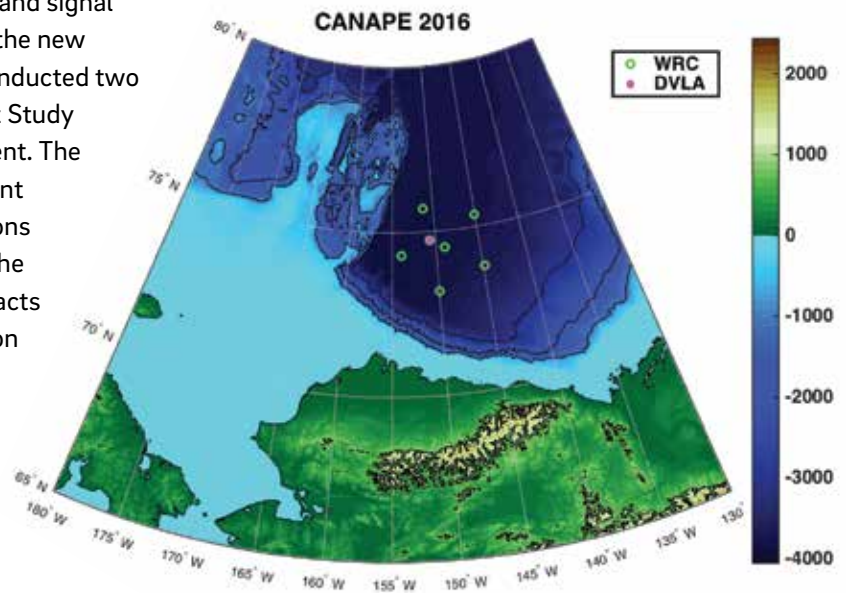 and signal
the new
nducted two
Study
ent. The
nt
ons
he
acts
on
CANAPE 2016
WRC
DVLA
80° N
75° N
70° N
65° N
180° W
175° W
170° W
165° W
160° W
155° W
150° W
145° W
140° W
135° W
130°
2000
1000
0
-1000
-2000
-3000
-4000